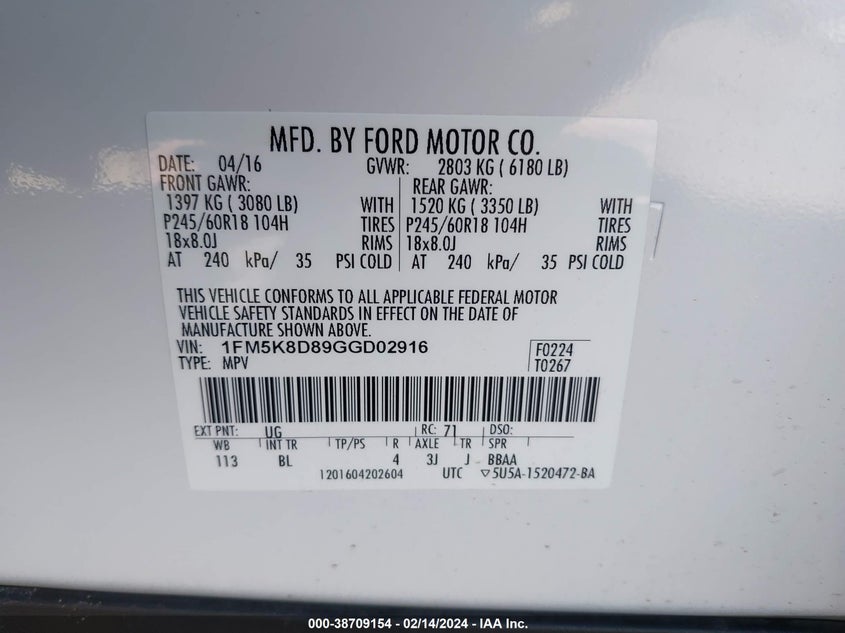 MFD. BY FORD MOTOR CO.
DATE: 04/16 GVWR: 2803 KG ( 6180 LB)
FRONT GAWR: REAR GAWR:
1397 KG ( 3080 LB) WITH 1520 KG ( 3350 LB) WITH
P245/60R18 104H TIRES P245/60R18 104H TIRES
18x8.0J RIMS 18x8.0J RIMS
AT 240 kPa/ 35 PSI COLD AT 240 kPa/ 35 PSI COLD
THIS VEHICLE CONFORMS TO ALL APPLICABLE FEDERAL MOTOR
VEHICLE SAFETY STANDARDS IN EFFECT ON THE DATE OF
MANUFACTURE SHOWN ABOVE.
VIN: 1FM5K8D89GGD02916 F0224
TYPE: MPV T0267
EXT PNT: UG RC: 71 DSO:
WB INT TR TP/PS R AXLE TR SPR
113 BL 4 3J J BBAA
1201604202604 UTC ▽5U5A-1520472-BA
000-38709154 - 02/14/2024 - IAA Inc.